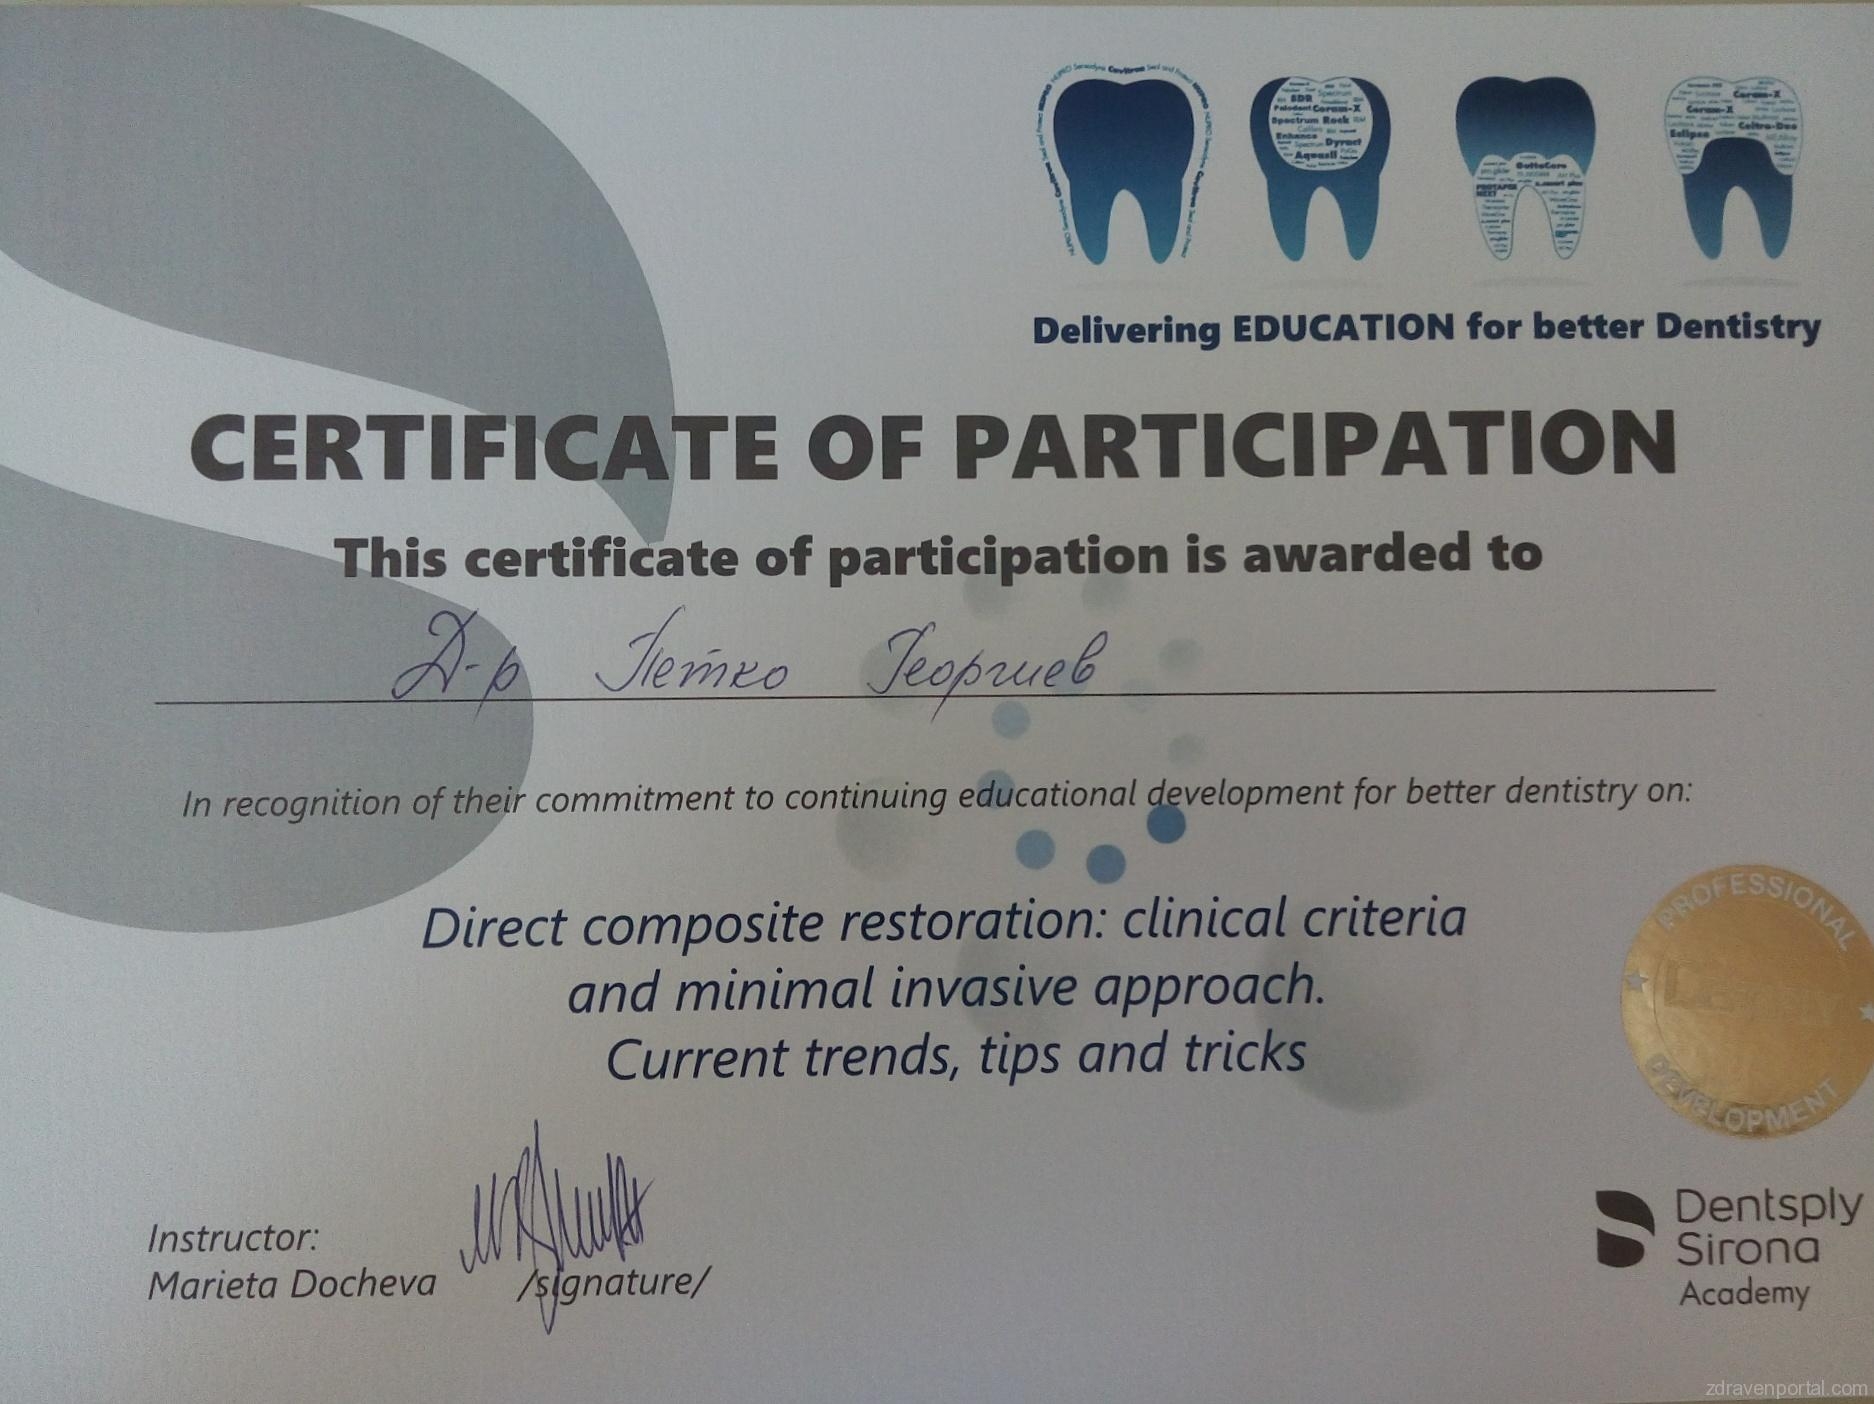 Delivering EDUCATION for better Dentistry
CERTIFICATE OF PARTICIPATION
This certificate of participation is awarded to
Д-р Петко Георгиев
In recognition of their commitment to continuing educational development for better dentistry on:
Direct composite restoration: clinical criteria
and minimal invasive approach.
Current trends, tips and tricks
PROFESSIONAL
DENTSPLY
DEVELOPMENT
Instructor:
Marieta Docheva /signature/
Dentsply
Sirona
Academy
zdravenportal.com